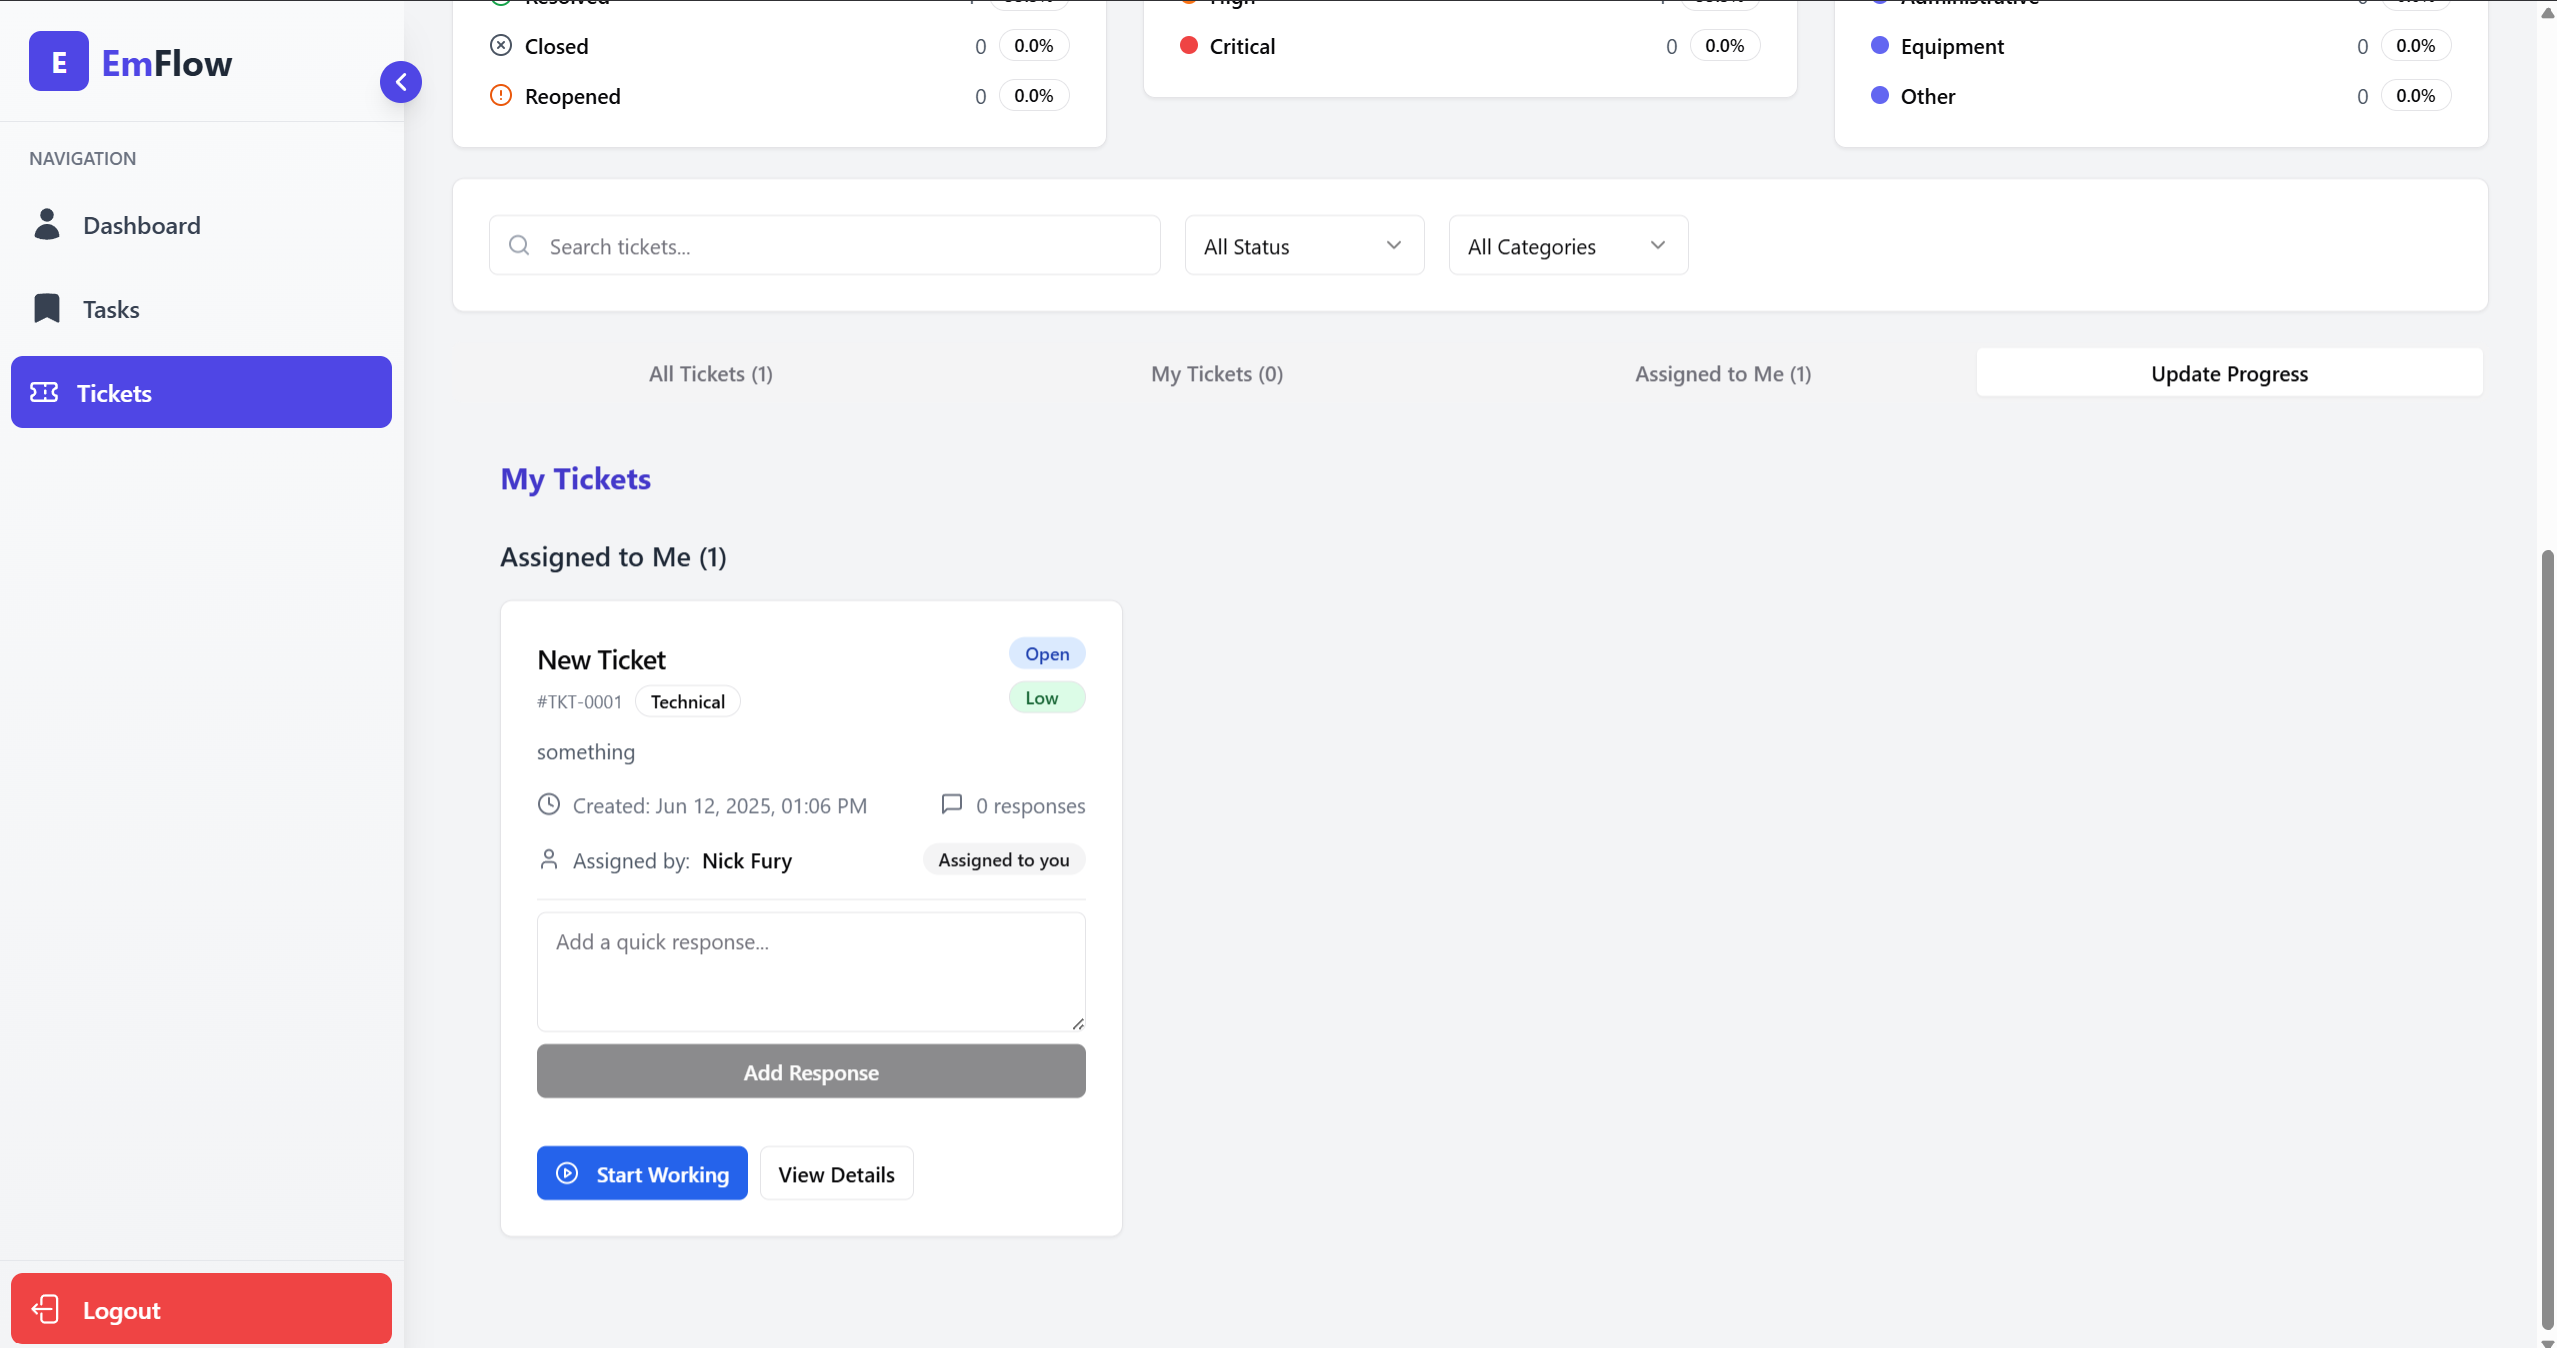 E EmFlow
NAVIGATION
Dashboard
Tasks
Tickets
Logout
Resolved
Closed 0 0.0%
Reopened 0 0.0%
High
Critical 0 0.0%
Administrative
Equipment 0 0.0%
Other 0 0.0%
Search tickets...
All Status
All Categories
All Tickets (1)
My Tickets (0)
Assigned to Me (1)
Update Progress
My Tickets
Assigned to Me (1)
New Ticket
Open
#TKT-0001 Technical
Low
something
Created: Jun 12, 2025, 01:06 PM
0 responses
Assigned by: Nick Fury
Assigned to you
Add a quick response...
Add Response
Start Working
View Details